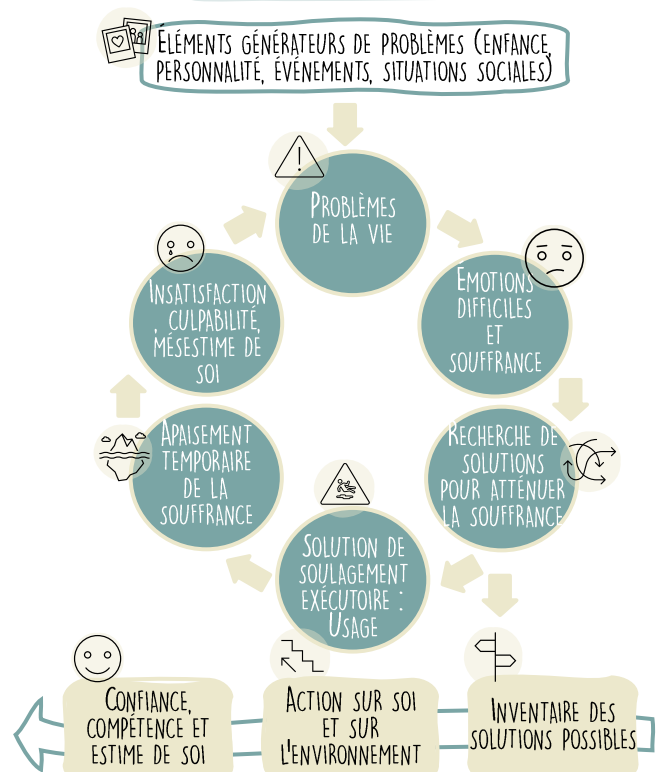 Éléments générateurs de problèmes (enfance,
personnalité, événements, situations sociales)
Problèmes
de la vie
Emotions
difficiles
et
souffrance
Recherche de
solutions
pour atténuer
la souffrance
Solution de
soulagement
exécutoire :
Usage
Apaisement
temporaire
de la
souffrance
Insatisfaction
, culpabilité,
mésestime de
soi
Inventaire des
solutions possibles
Action sur soi
et sur
l'environnement
Confiance,
compétence et
estime de soi